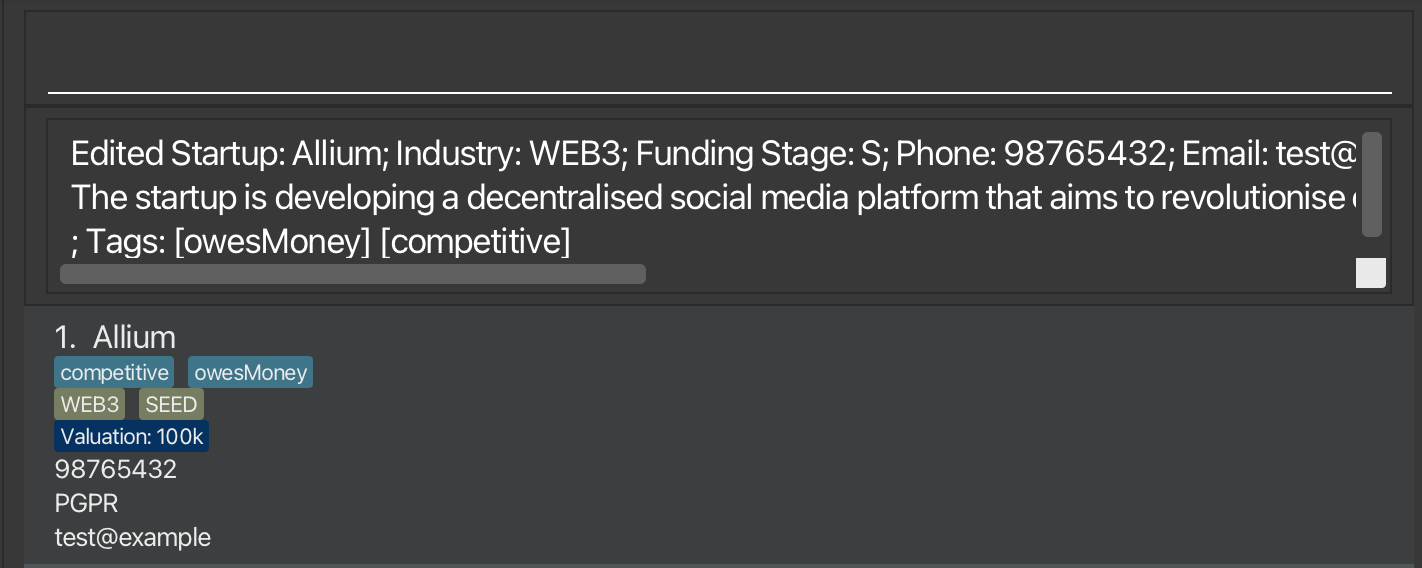 Edited Startup: Allium; Industry: WEB3; Funding Stage: S; Phone: 98765432; Email: test@
The startup is developing a decentralised social media platform that aims to revolutionise
; Tags: [owesMoney] [competitive]
1. Allium
competitive owesMoney
WEB3 SEED
Valuation: 100k
98765432
PGPR
test@example